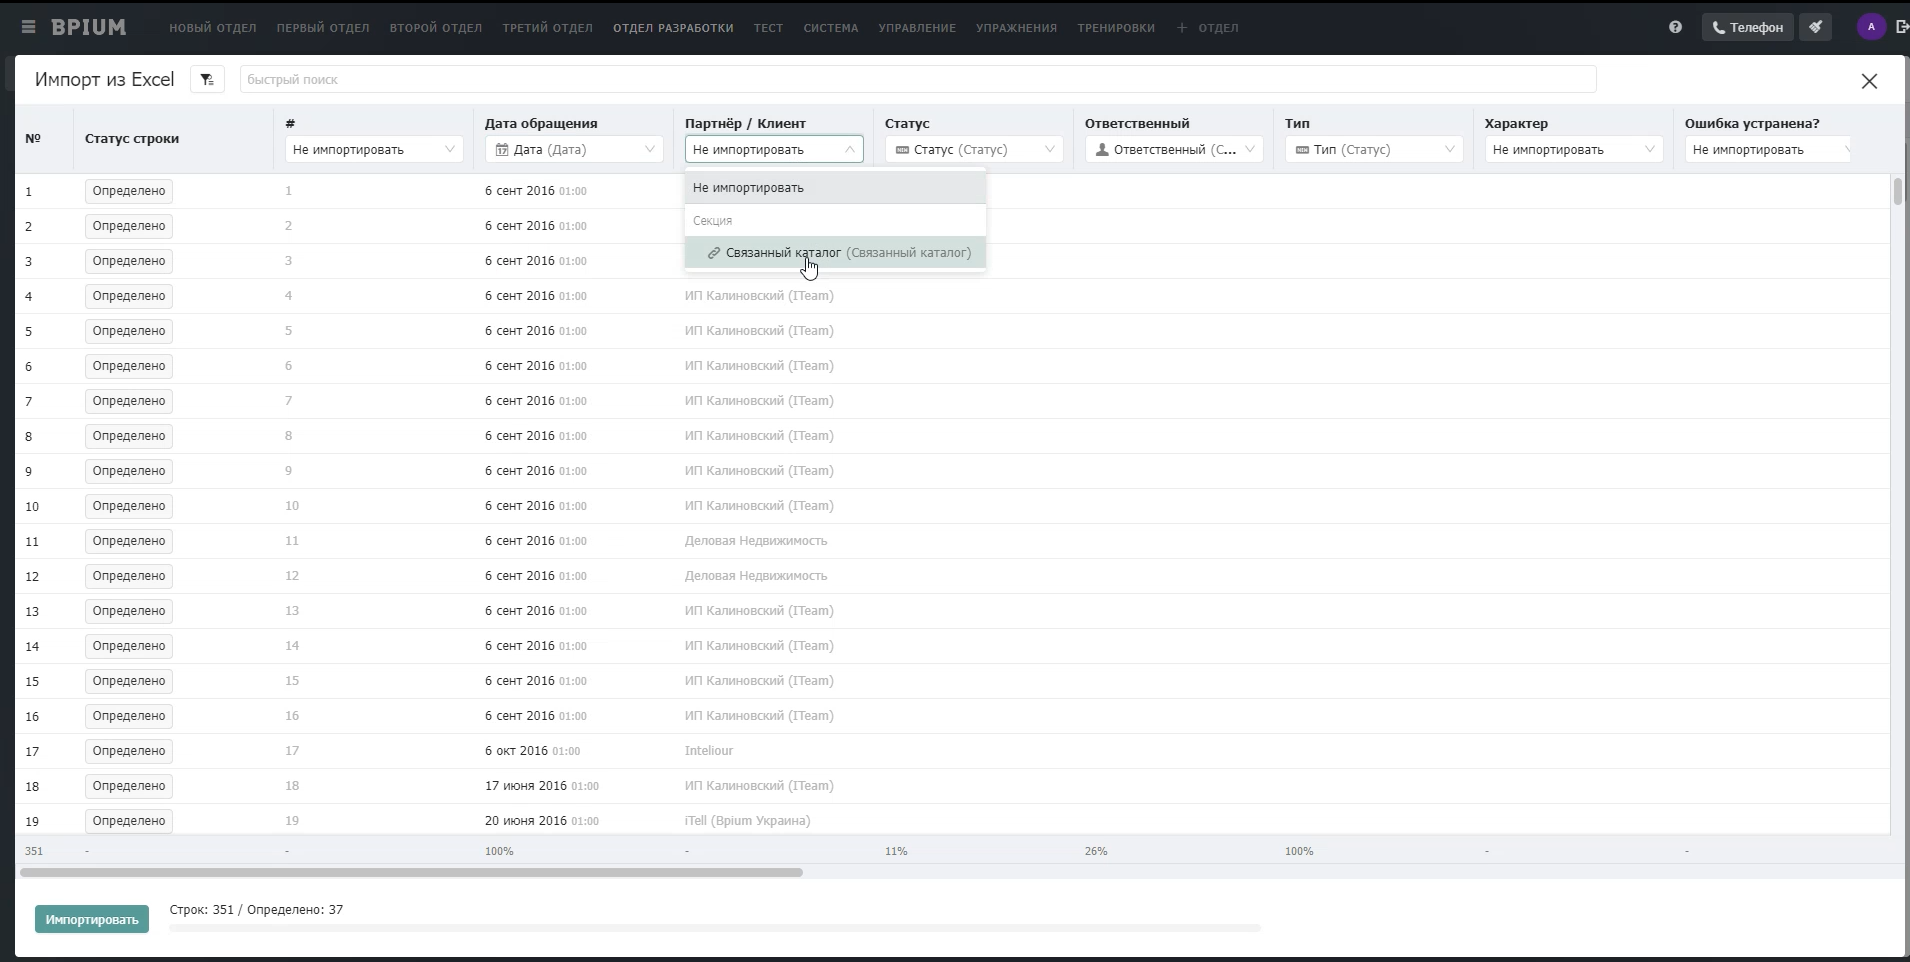 BPIUM НОВЫЙ ОТДЕЛ ПЕРВЫЙ ОТДЕЛ ВТОРОЙ ОТДЕЛ ТРЕТИЙ ОТДЕЛ ОТДЕЛ РАЗРАБОТКИ ТЕСТ СИСТЕМА УПРАВЛЕНИЕ УПРАЖНЕНИЯ ТРЕНИРОВКИ + ОТДЕЛ ? Телефон A
Импорт из Excel быстрый поиск
№ Статус строки # Дата обращения Партнёр / Клиент Статус Ответственный Тип Характер Ошибка устранена?
Не импортировать Дата (Дата) Не импортировать Статус (Статус) Ответственный (С... Тип (Статус) Не импортировать Не импортировать
Не импортировать
Секция
Связанный каталог (Связанный каталог)
1 Определено 1 6 сент 2016 01:00
2 Определено 2 6 сент 2016 01:00
3 Определено 3 6 сент 2016 01:00
4 Определено 4 6 сент 2016 01:00 ИП Калиновский (ITeam)
5 Определено 5 6 сент 2016 01:00 ИП Калиновский (ITeam)
6 Определено 6 6 сент 2016 01:00 ИП Калиновский (ITeam)
7 Определено 7 6 сент 2016 01:00 ИП Калиновский (ITeam)
8 Определено 8 6 сент 2016 01:00 ИП Калиновский (ITeam)
9 Определено 9 6 сент 2016 01:00 ИП Калиновский (ITeam)
10 Определено 10 6 сент 2016 01:00 ИП Калиновский (ITeam)
11 Определено 11 6 сент 2016 01:00 Деловая Недвижимость
12 Определено 12 6 сент 2016 01:00 Деловая Недвижимость
13 Определено 13 6 сент 2016 01:00 ИП Калиновский (ITeam)
14 Определено 14 6 сент 2016 01:00 ИП Калиновский (ITeam)
15 Определено 15 6 сент 2016 01:00 ИП Калиновский (ITeam)
16 Определено 16 6 сент 2016 01:00 ИП Калиновский (ITeam)
17 Определено 17 6 окт 2016 01:00 Inteliour
18 Определено 18 17 июня 2016 01:00 ИП Калиновский (ITeam)
19 Определено 19 20 июня 2016 01:00 iTell (Bpium Украина)
351 - - 100% - 11% 26% 100% - -
Импортировать Строк: 351 / Определено: 37